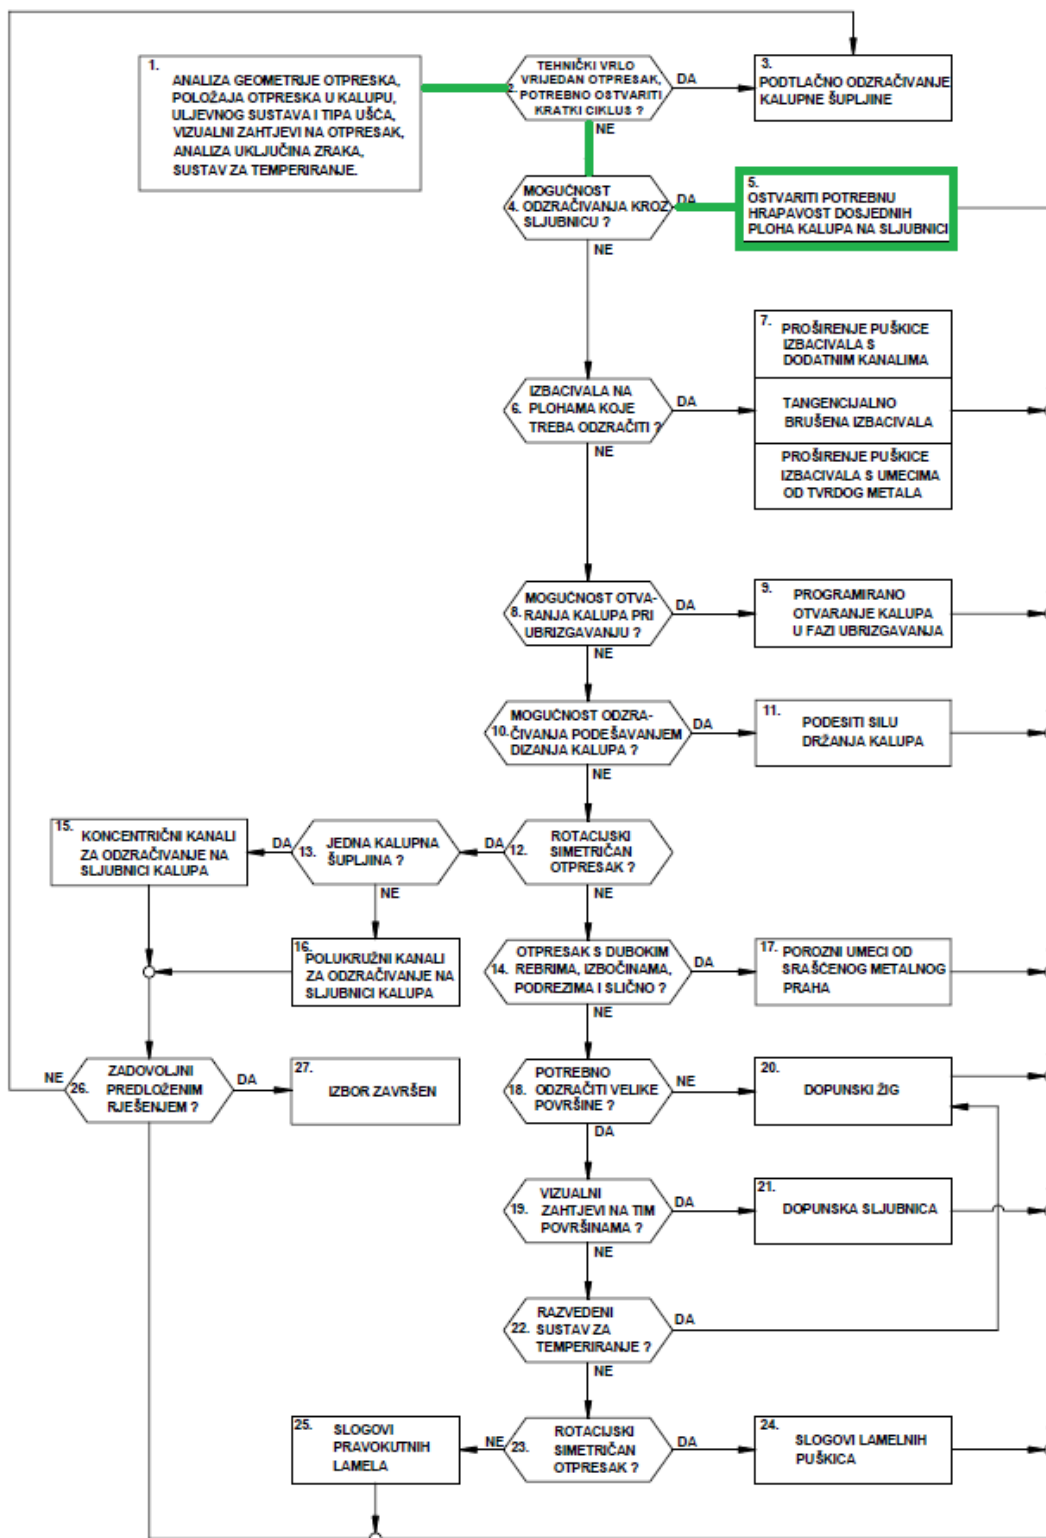 1.
ANALIZA GEOMETRIJE OTPRESKA,
POLOŽAJA OTPRESKA U KALUPU,
ULJEVNOG SUSTAVA I TIPA UŠĆA,
VIZUALNI ZAHTJEVI NA OTPRESAK,
ANALIZA UKLJUČINA ZRAKA,
SUSTAV ZA TEMPERIRANJE.
TEHNIČKI VRLO
VRIJEDAN OTPRESAK,
2. POTREBNO OSTVARITI
KRATKI CIKLUS ?
DA
NE
3.
PODTLAČNO ODZRAČIVANJE
KALUPNE ŠUPLJINE
MOGUĆNOST
4. ODZRAČIVANJA KROZ
SLJUBNICU ?
DA
NE
5.
OSTVARITI POTREBNU
HRAPAVOST DOSJEDNIH
PLOHA KALUPA NA SLJUBNICI
IZBACIVALA NA
6. PLOHAMA KOJE
TREBA ODZRAČITI ?
DA
NE
7. PROŠIRENJE PUŠKICE
IZBACIVALA S
DODATNIM KANALIMA
TANGENCIJALNO
BRUŠENA IZBACIVALA
PROŠIRENJE PUŠKICE
IZBACIVALA S UMECIMA
OD TVRDOG METALA
MOGUĆNOST OTVA-
8. RANJA KALUPA PRI
UBRIZGAVANJU ?
DA
NE
9. PROGRAMIRANO
OTVARANJE KALUPA
U FAZI UBRIZGAVANJA
MOGUĆNOST ODZRA-
10. ČIVANJA PODEŠAVANJEM
DIZANJA KALUPA ?
DA
NE
11. PODESITI SILU
DRŽANJA KALUPA
ROTACIJSKI
12. SIMETRIČAN
OTPRESAK ?
DA
NE
JEDNA KALUPNA
13. ŠUPLJINA ?
DA
NE
15. KONCENTRIČNI KANALI
ZA ODZRAČIVANJE NA
SLJUBNICI KALUPA
16.
POLUKRUŽNI KANALI
ZA ODZRAČIVANJE NA
SLJUBNICI KALUPA
OTPRESAK S DUBOKIM
14. REBRIMA, IZBOČINAMA,
PODREZIMA I SLIČNO ?
DA
NE
17. POROZNI UMECI OD
SRAŠĆENOG METALNOG
PRAHA
NE
ZADOVOLJNI
26. PREDLOŽENIM
RJEŠENJEM ?
DA
27.
IZBOR ZAVRŠEN
POTREBNO
18. ODZRAČITI VELIKE
POVRŠINE ?
NE
DA
20.
DOPUNSKI ŽIG
VIZUALNI
19. ZAHTJEVI NA TIM
POVRŠINAMA ?
DA
NE
21.
DOPUNSKA SLJUBNICA
RAZVEDENI
22. SUSTAV ZA
TEMPERIRANJE ?
DA
NE
ROTACIJSKI
23. SIMETRIČAN
OTPRESAK ?
NE
DA
25. SLOGOVI
PRAVOKUTNIH
LAMELA
24.
SLOGOVI LAMELNIH
PUŠKICA